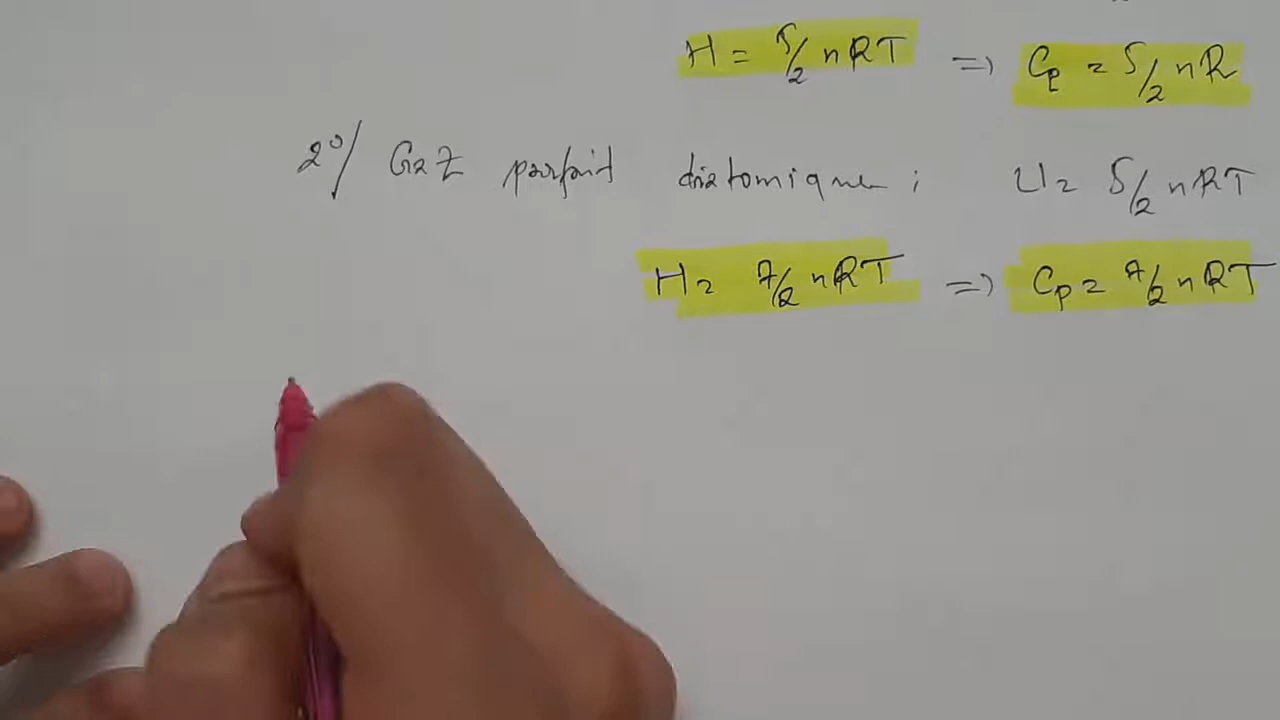 H = 5/2 nRT => Cp = 5/2 nR
2°/ Gaz parfait diatomique : U = 5/2 nRT
H = 7/2 nRT => Cp = 7/2 nRT